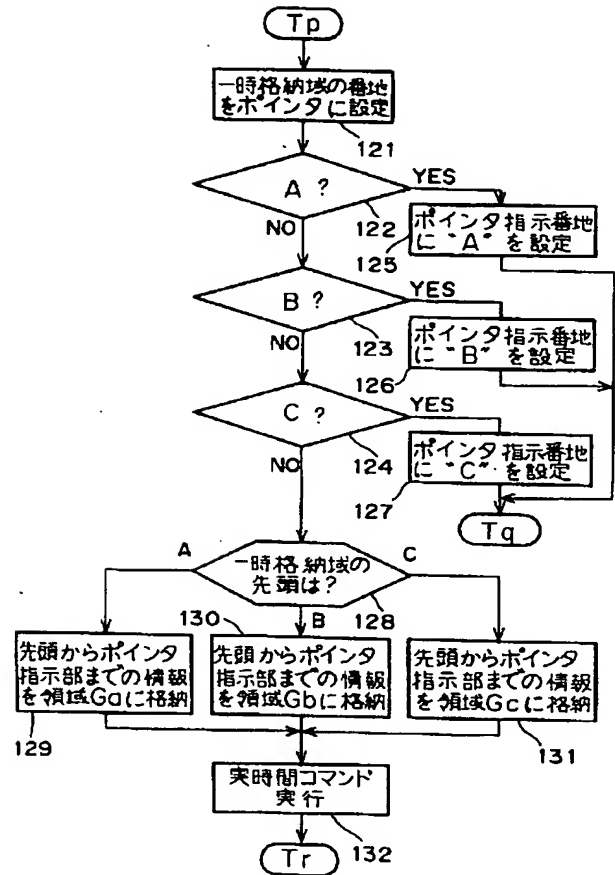 Tp
一時格納域の番地
をポインタに設定
121
A ?
YES
NO
122
ポインタ指示番地
に"A"を設定
125
B ?
YES
NO
123
ポインタ指示番地
に"B"を設定
126
C ?
YES
NO
124
ポインタ指示番地
に"C"を設定
127
Tq
一時格納域の
先頭は?
A
B
C
128
130
先頭からポインタ
指示部までの情報
を領域Gaに格納
129
先頭からポインタ
指示部までの情報
を領域Gbに格納
先頭からポインタ
指示部までの情報
を領域Gcに格納
131
実時間コマンド
実行
132
Tr